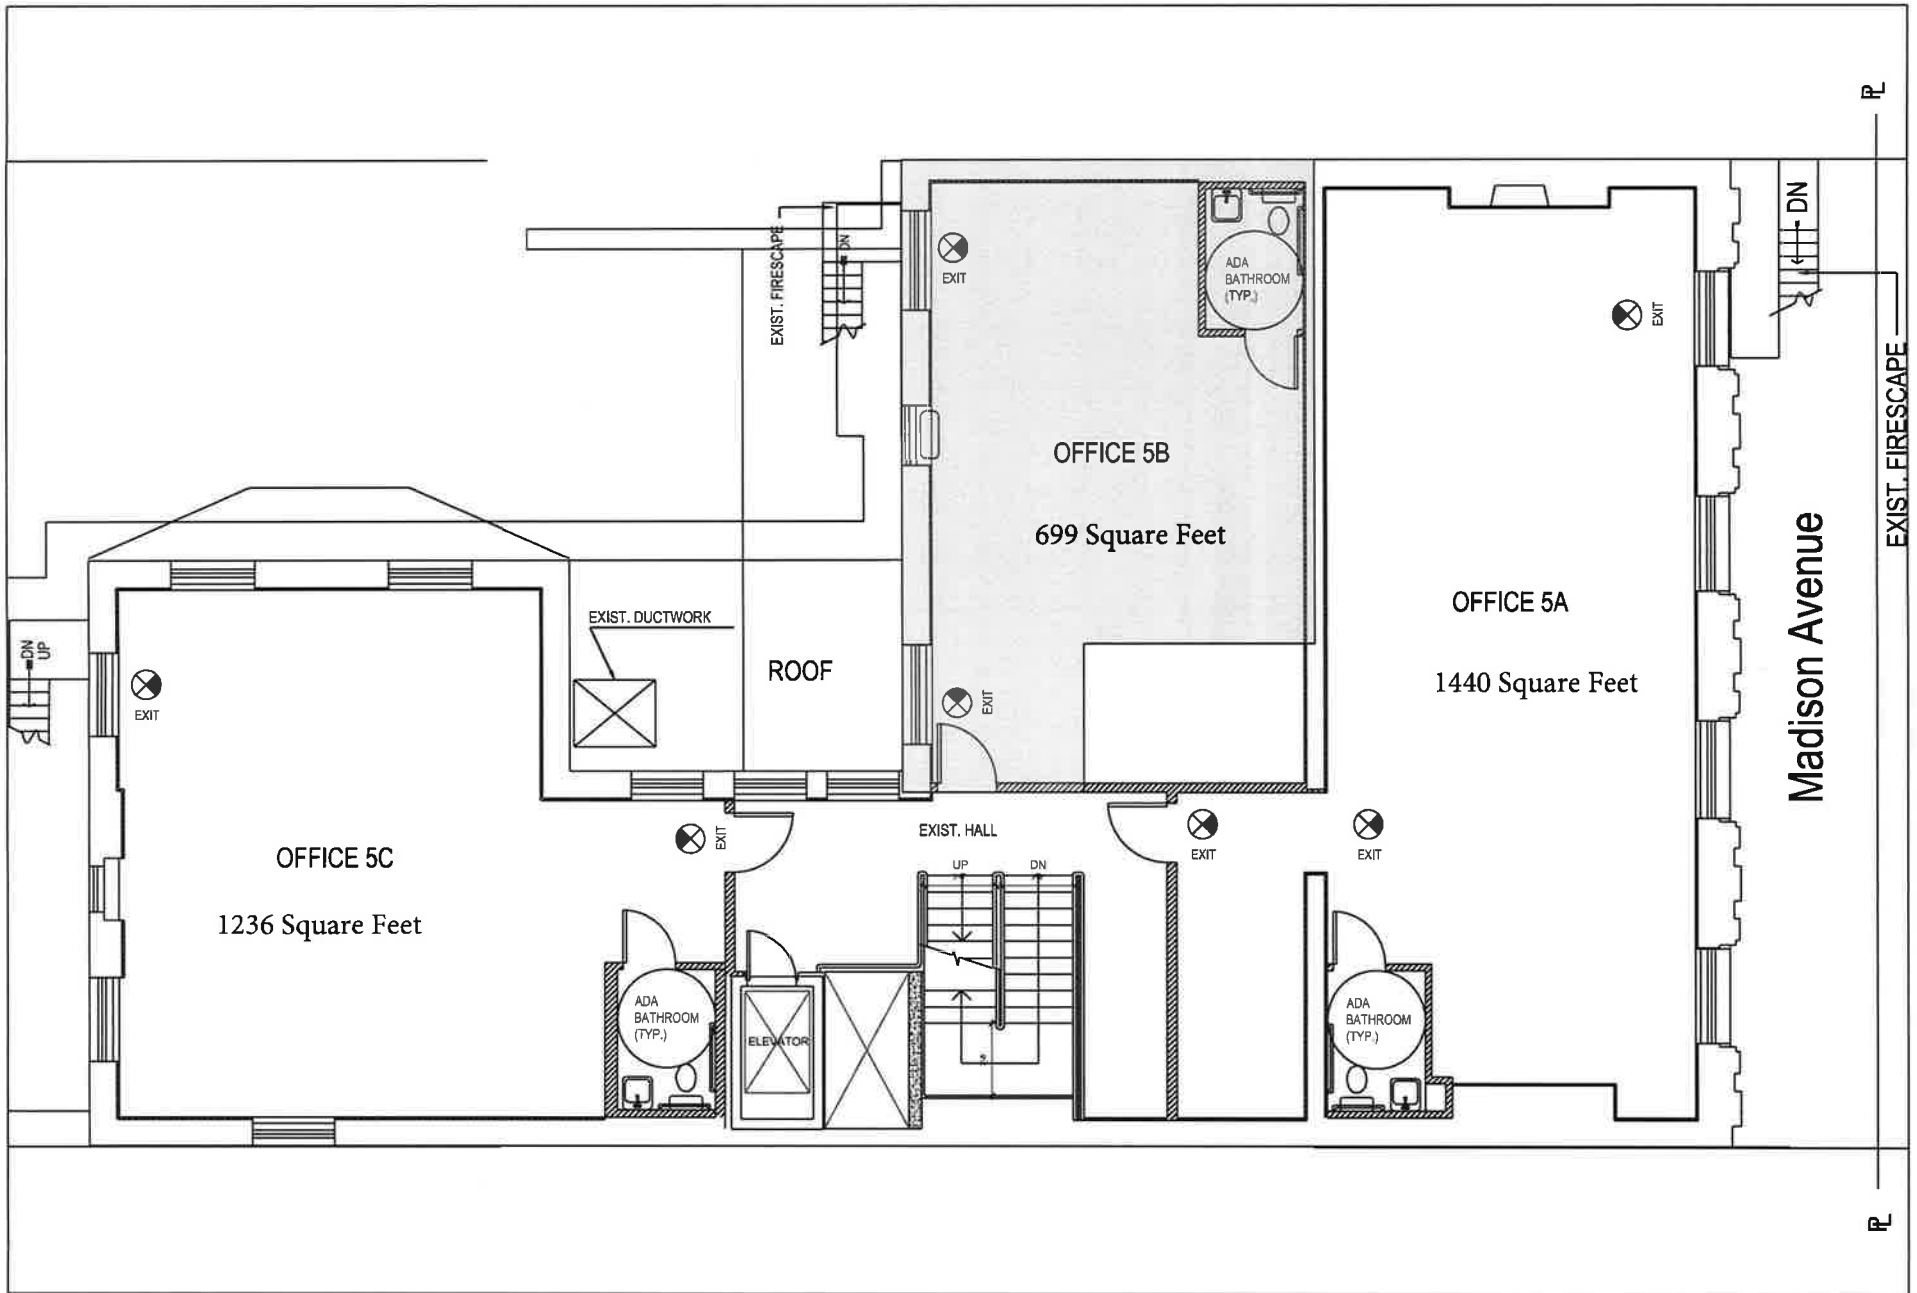 PL
DN
EXIST. FIRESCAPE
DN
EXIT
ADA
BATHROOM
(TYP.)
EXIT
EXIST. FIRESCAPE
OFFICE 5B
699 Square Feet
OFFICE 5A
1440 Square Feet
Madison Avenue
EXIST. DUCTWORK
ROOF
DN
UP
EXIT
EXIT
OFFICE 5C
1236 Square Feet
EXIT
EXIST. HALL
UP
DN
EXIT
EXIT
ADA
BATHROOM
(TYP.)
ELEVATOR
ADA
BATHROOM
(TYP.)
PL